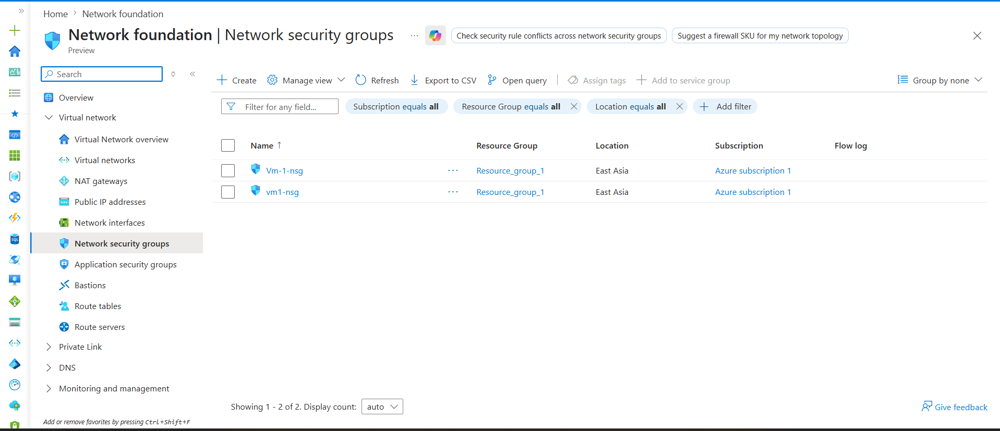 Home > Network foundation
Network foundation | Network security groups
Preview
Check security rule conflicts across network security groups
Suggest a firewall SKU for my network topology
Search
Overview
Virtual network
Virtual Network overview
Virtual networks
NAT gateways
Public IP addresses
Network interfaces
Network security groups
Application security groups
Bastions
Route tables
Route servers
Private Link
DNS
Monitoring and management
Add or remove favorites by pressing Ctrl+Shift+F
Create Manage view Refresh Export to CSV Open query Assign tags Add to service group Group by none
Filter for any field... Subscription equals all Resource Group equals all Location equals all Add filter
Name ↑ Resource Group Location Subscription Flow log
Vm-1-nsg ... Resource_group_1 East Asia Azure subscription 1
vm1-nsg ... Resource_group_1 East Asia Azure subscription 1
Showing 1 - 2 of 2. Display count: auto
Give feedback
SQL